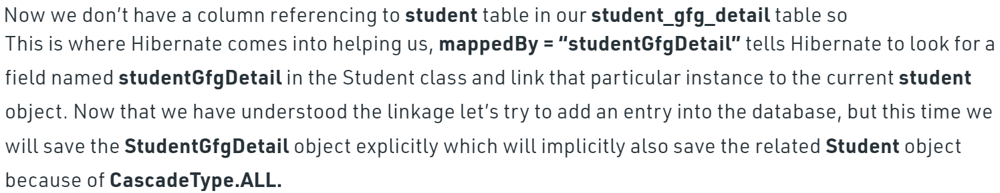 Now we don’t have a column referencing to student table in our student_gfg_detail table so
This is where Hibernate comes into helping us, mappedBy = “studentGfgDetail” tells Hibernate to look for a
field named studentGfgDetail in the Student class and link that particular instance to the current student
object. Now that we have understood the linkage let’s try to add an entry into the database, but this time we
will save the StudentGfgDetail object explicitly which will implicitly also save the related Student object
because of CascadeType.ALL.